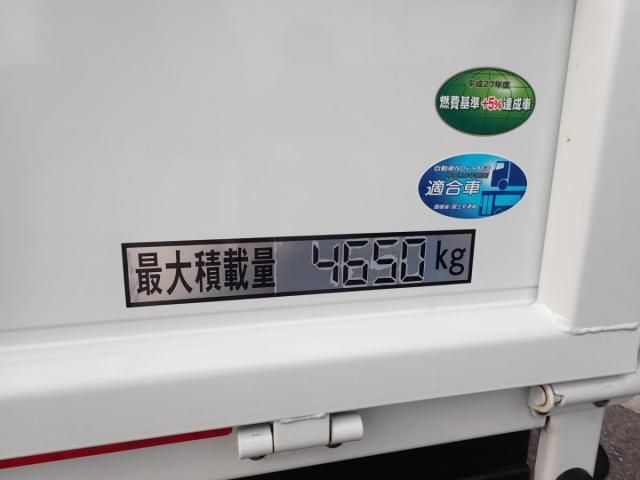 平成27年度
燃費基準+5%達成車
自動車NOx・PM法
適合車
環境省・国土交通省
最大積載量 4650kg